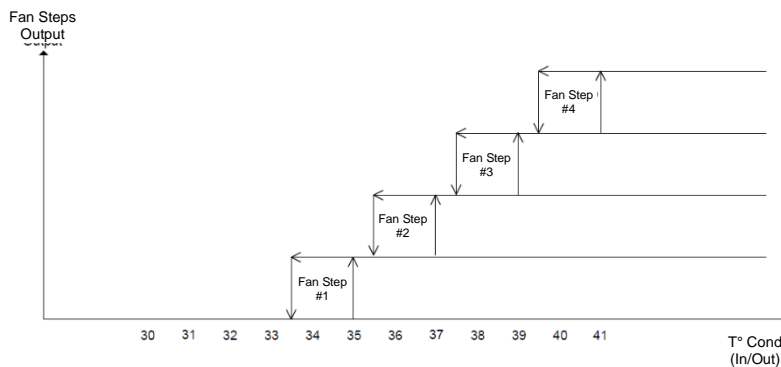 Fan Steps
Output
Output
Fan Step
#4
Fan Step
#3
Fan Step
#2
Fan Step
#1
30 31 32 33 34 35 36 37 38 39 40 41
T° Cond
(In/Out)